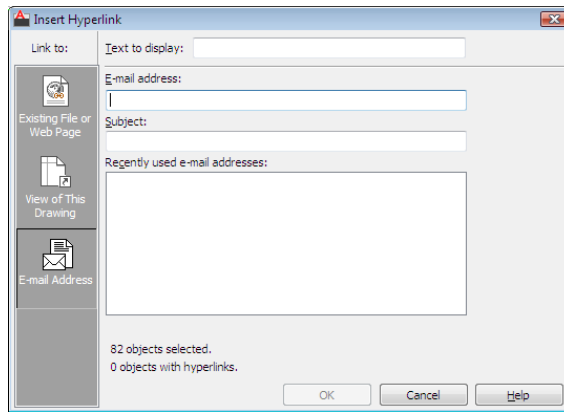 Insert Hyperlink
Link to:
Text to display:
Existing File or
Web Page
View of This
Drawing
E-mail Address
E-mail address:
Subject:
Recently used e-mail addresses:
82 objects selected.
0 objects with hyperlinks.
OK
Cancel
Help